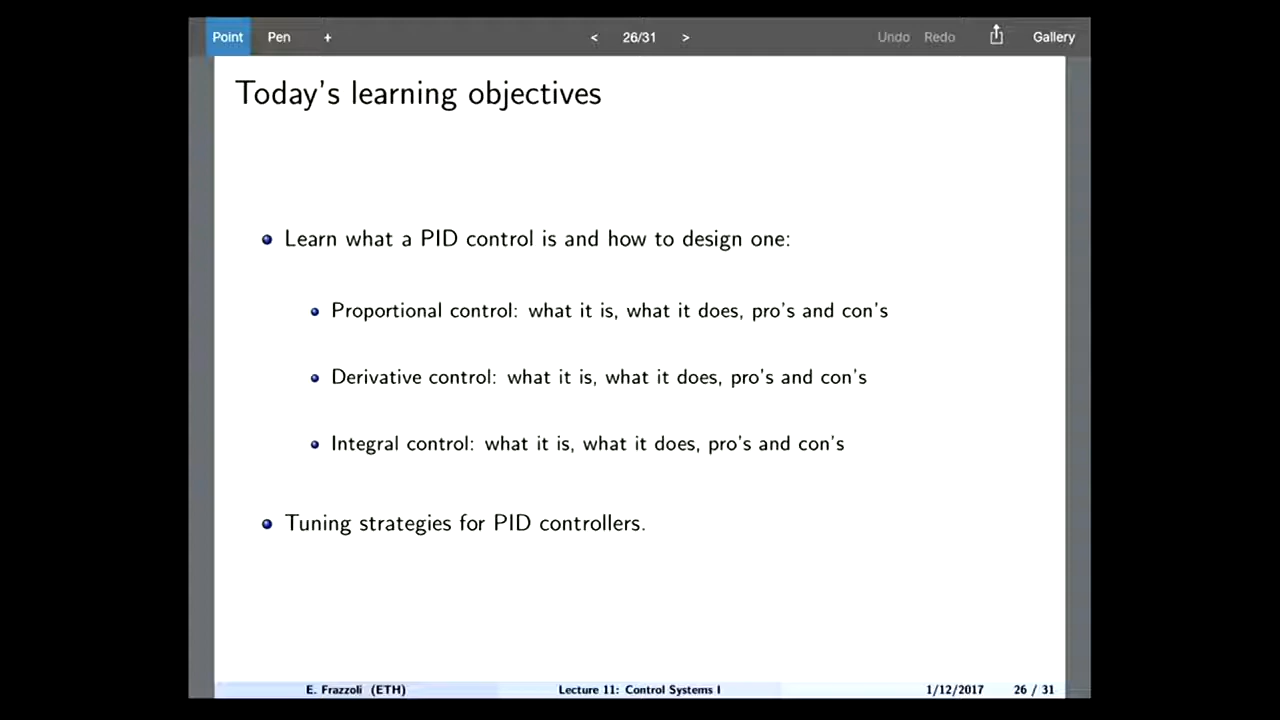 Point Pen + < 26/31 > Undo Redo Gallery
Today's learning objectives
Learn what a PID control is and how to design one:
Proportional control: what it is, what it does, pro's and con's
Derivative control: what it is, what it does, pro's and con's
Integral control: what it is, what it does, pro's and con's
Tuning strategies for PID controllers.
E. Frazzoli (ETH) Lecture 11: Control Systems I 1/12/2017 26 / 31